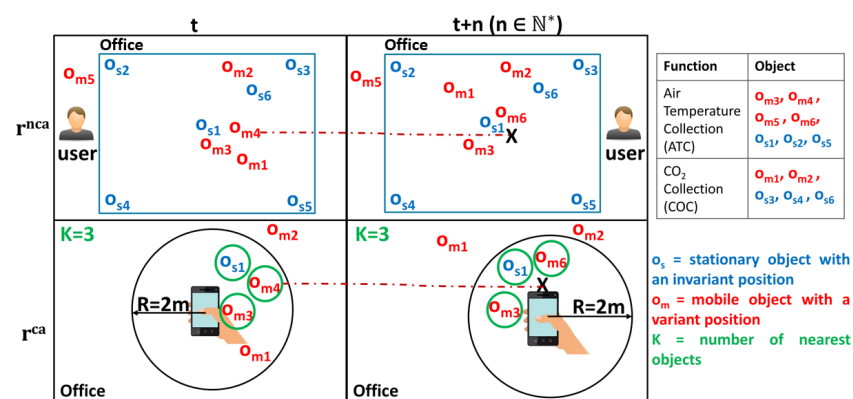 t
t+n (n ∈ ℕ*)
Office
o_s2
o_s3
o_m5
o_m2
o_s6
user
r^nca
o_s1
o_m4
o_m3
o_m1
o_s4
o_s5
Office
o_s2
o_s3
o_m5
o_m2
o_m1
o_s6
o_m6
o_s1
X
o_m3
user
o_s4
o_s5
K=3
o_m2
o_s1
o_m4
R=2m
o_m3
r^ca
o_m1
Office
K=3
o_m2
o_m1
o_s1
o_m6
X
o_m3
R=2m
Office
Function Object
Air
Temperature
Collection
(ATC)
o_m3, o_m4 ,
o_m5 , o_m6,
o_s1, o_s2, o_s5
CO₂
Collection
(COC)
o_m1, o_m2 ,
o_s3, o_s4 , o_s6
o_s = stationary object with
an invariant position
o_m = mobile object with a
variant position
K = number of nearest
objects